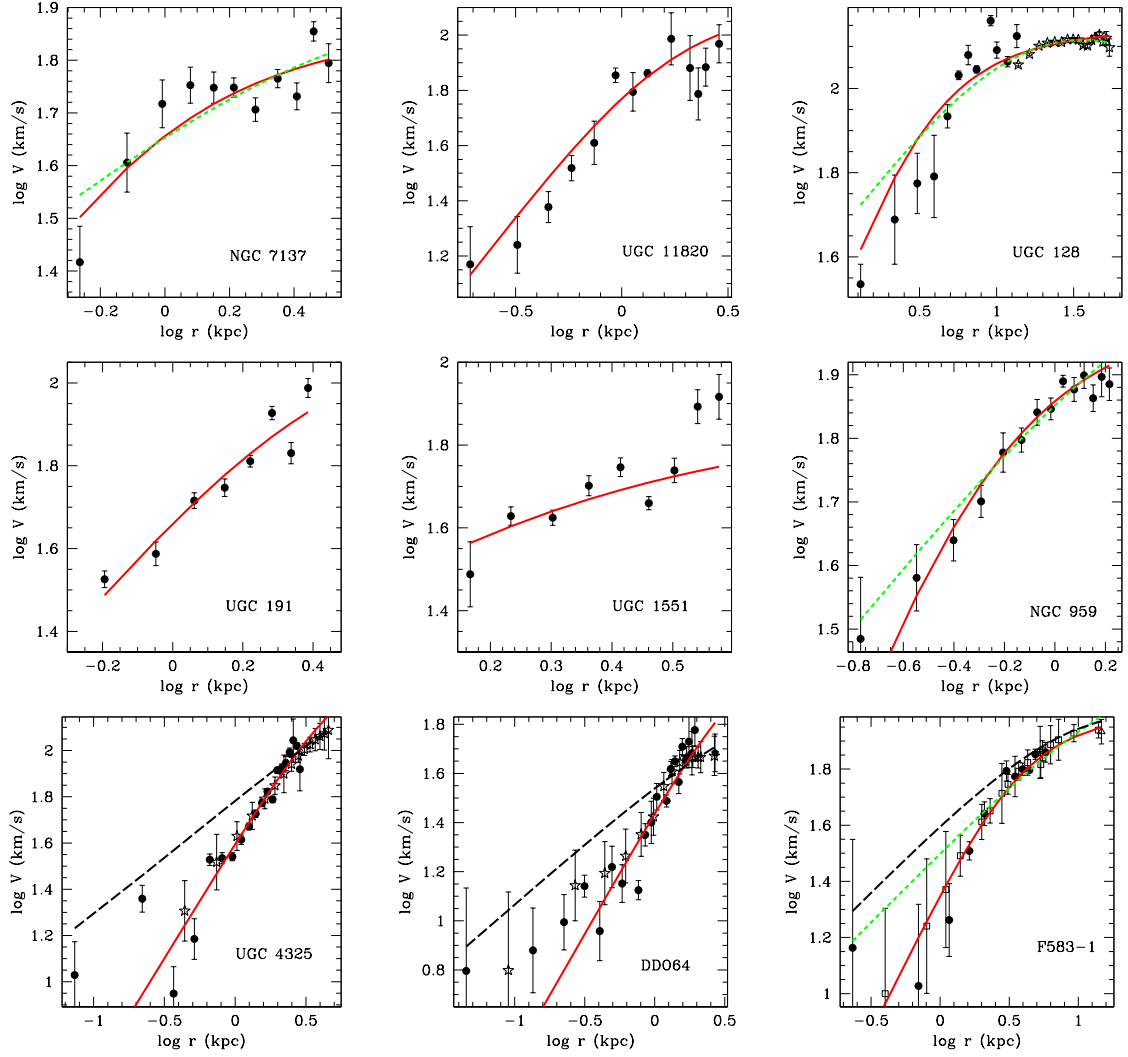 1.9
1.8
1.7
1.6
1.5
1.4
log V (km/s)
NGC 7137
−0.2 0 0.2 0.4
log r (kpc)
2
1.8
1.6
1.4
1.2
log V (km/s)
UGC 11820
−0.5 0 0.5
log r (kpc)
2
1.8
1.6
log V (km/s)
UGC 128
0.5 1 1.5
log r (kpc)
2
1.8
1.6
1.4
log V (km/s)
UGC 191
−0.2 0 0.2 0.4
log r (kpc)
2
1.8
1.6
1.4
log V (km/s)
UGC 1551
0.2 0.3 0.4 0.5
log r (kpc)
1.9
1.8
1.7
1.6
1.5
log V (km/s)
NGC 959
−0.8 −0.6 −0.4 −0.2 0 0.2
log r (kpc)
2
1.8
1.6
1.4
1.2
1
log V (km/s)
UGC 4325
−1 −0.5 0 0.5
log r (kpc)
1.8
1.6
1.4
1.2
1
0.8
log V (km/s)
DDO64
−1 −0.5 0 0.5
log r (kpc)
1.8
1.6
1.4
1.2
1
log V (km/s)
F583−1
−0.5 0 0.5 1
log r (kpc)